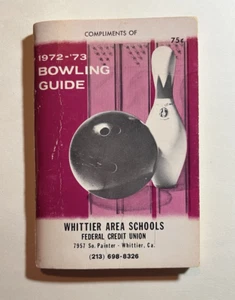 COMPLIMENTS OF
75¢
1972-'73
BOWLING
GUIDE
WHITTIER AREA SCHOOLS
FEDERAL CREDIT UNION
7957 So. Painter - Whittier, Ca.
(213) 698-8326